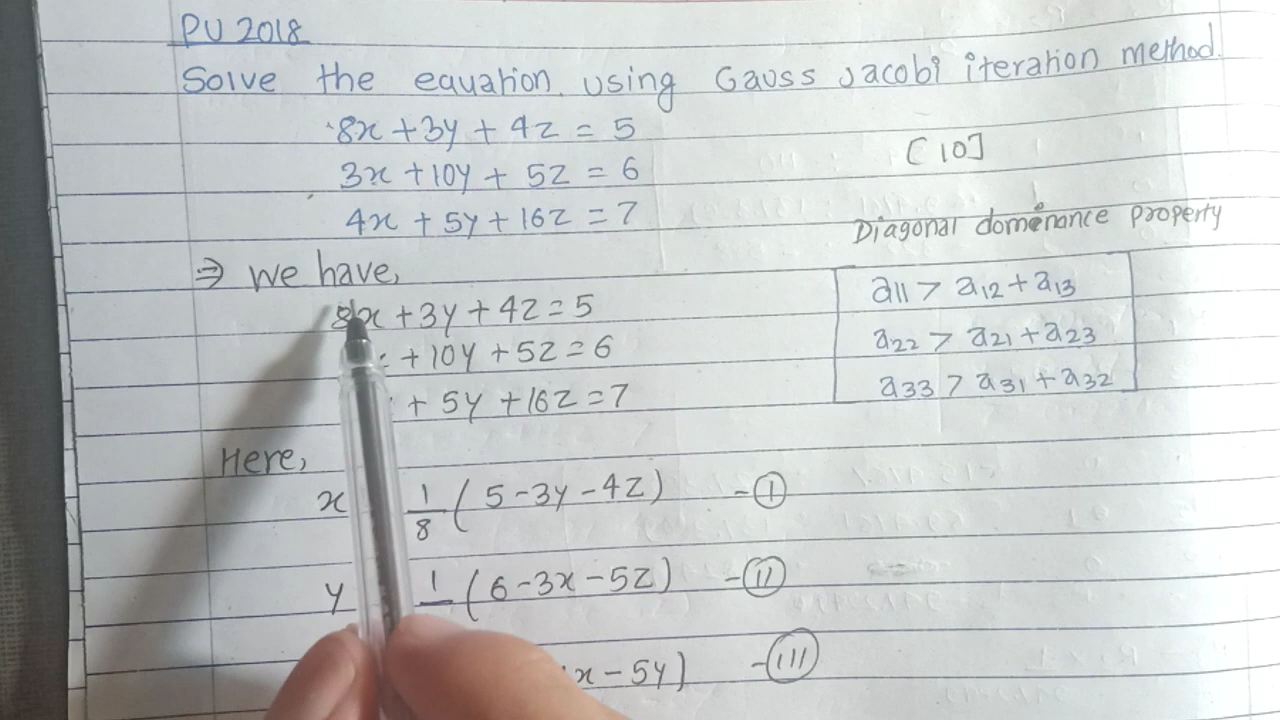 PU 2018
Solve the equation using Gauss Jacobi iteration method.
8x + 3y + 4z = 5
[10]
3x + 10y + 5z = 6
4x + 5y + 16z = 7
Diagonal dominance property
⇒ We have,
8x + 3y + 4z = 5
a11 > a12 + a13
+ 10y + 5z = 6
a22 > a21 + a23
+ 5y + 16z = 7
a33 > a31 + a32
Here,
x 1/8 (5 - 3y - 4z) - (I)
y 1 (6 - 3x - 5z) - (II)
x - 5y) - (III)